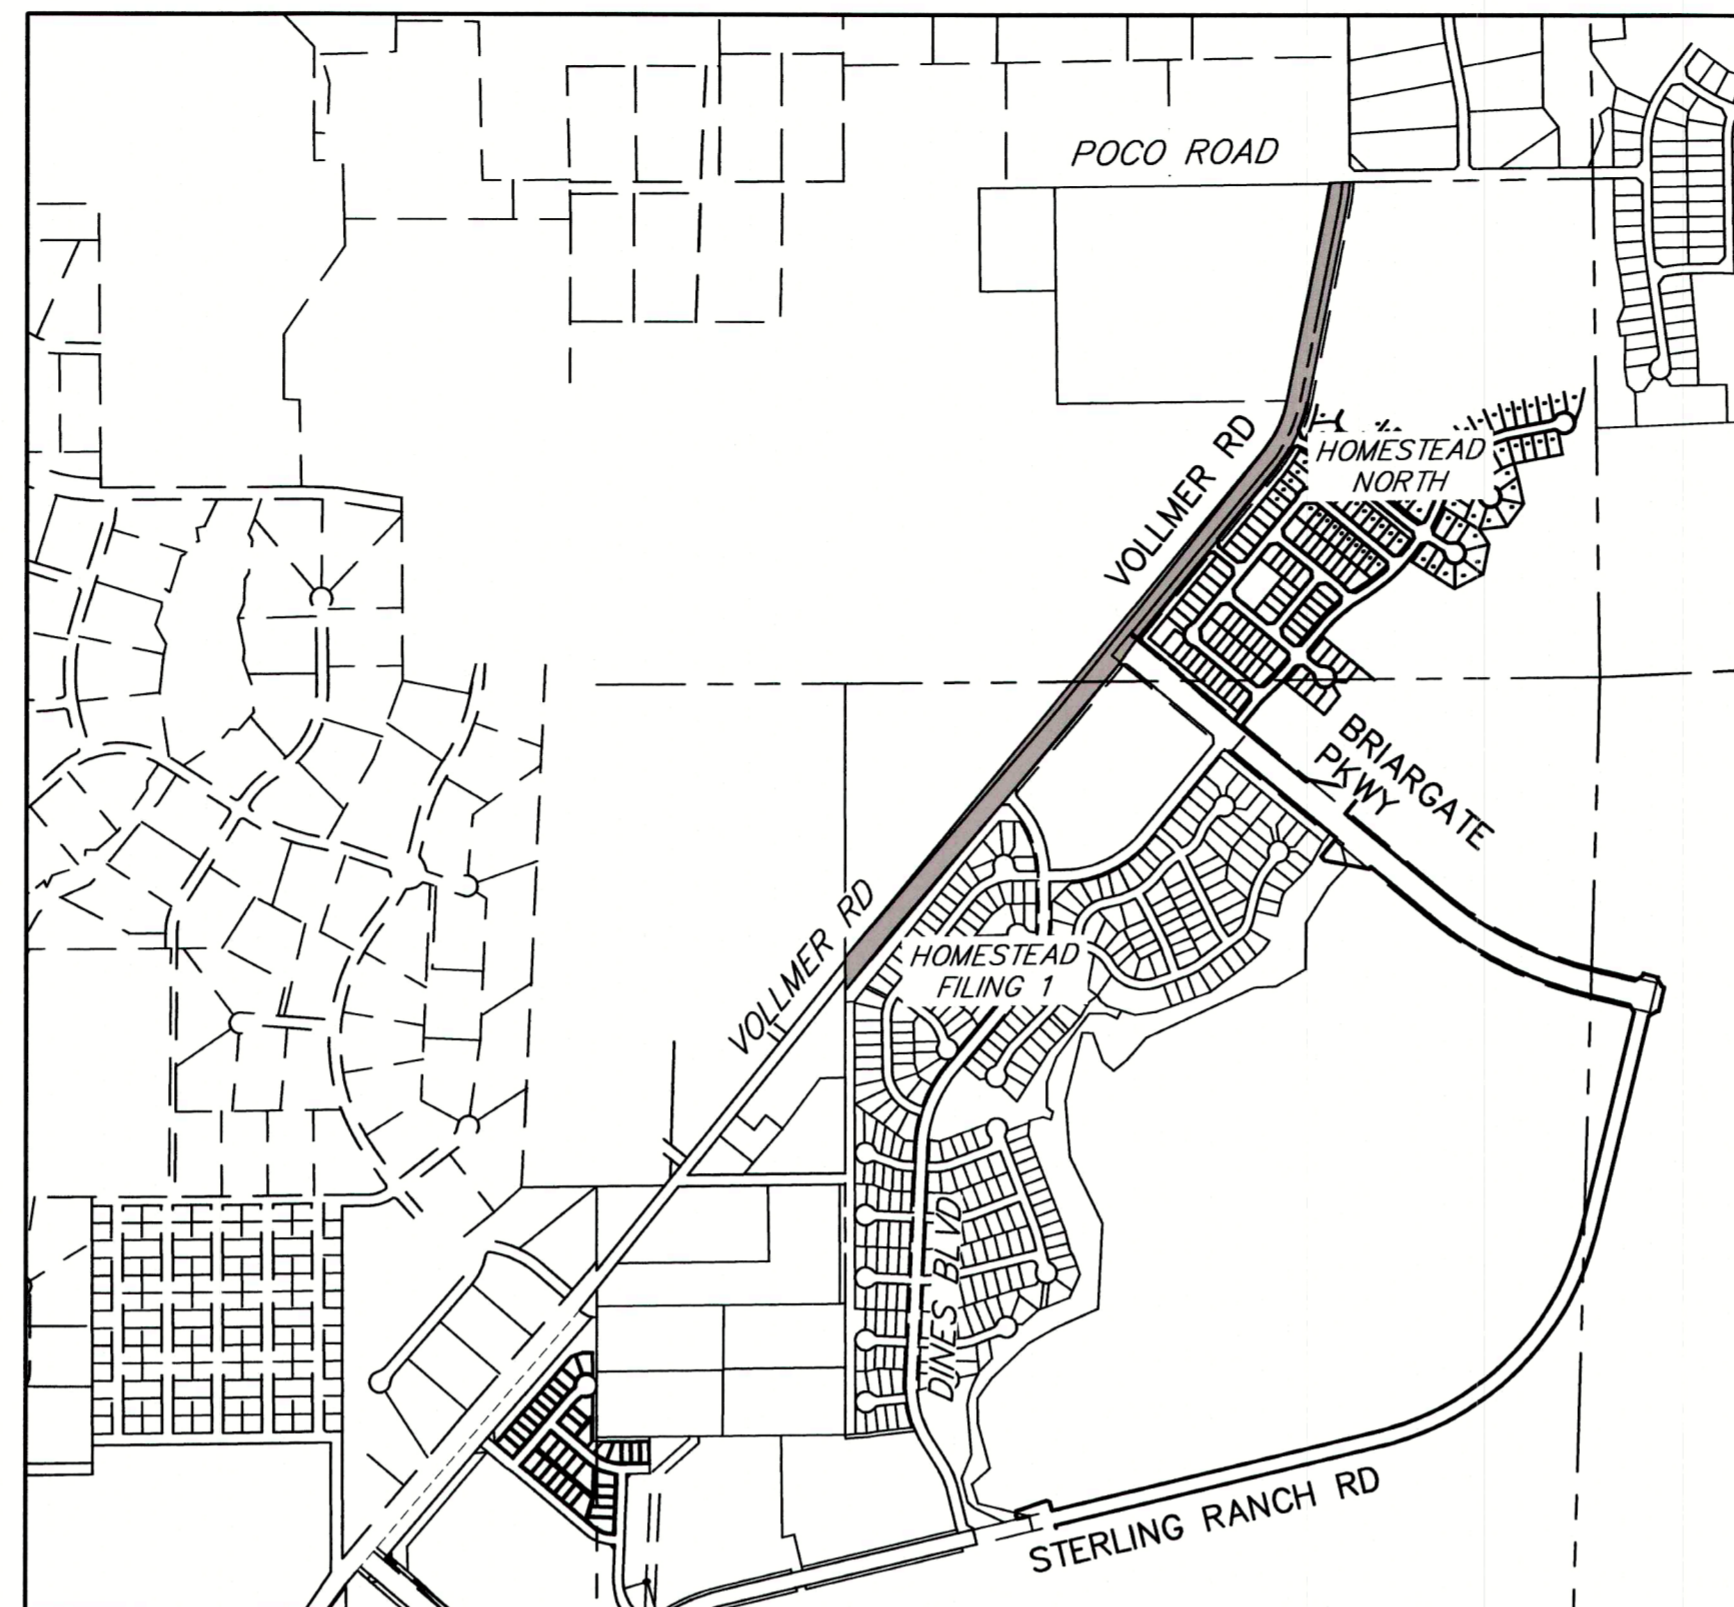 POCO ROAD
VOLLMER RD
HOMESTEAD
NORTH
BRIARGATE
PKWY
VOLLMER RD
HOMESTEAD
FILING 1
DINES BLVD
STERLING RANCH RD